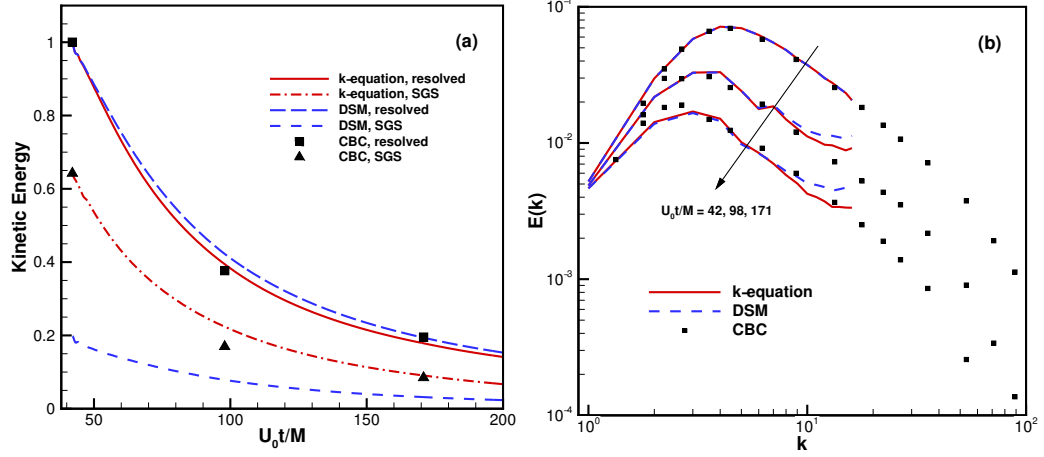 (a)
k-equation, resolved
k-equation, SGS
DSM, resolved
DSM, SGS
CBC, resolved
CBC, SGS
Kinetic Energy
1
0.8
0.6
0.4
0.2
0
50
100
150
200
U₀t/M
(b)
E(k)
10⁻¹
10⁻²
10⁻³
10⁻⁴
U₀t/M = 42, 98, 171
k-equation
DSM
CBC
10⁰
10¹
10²
k